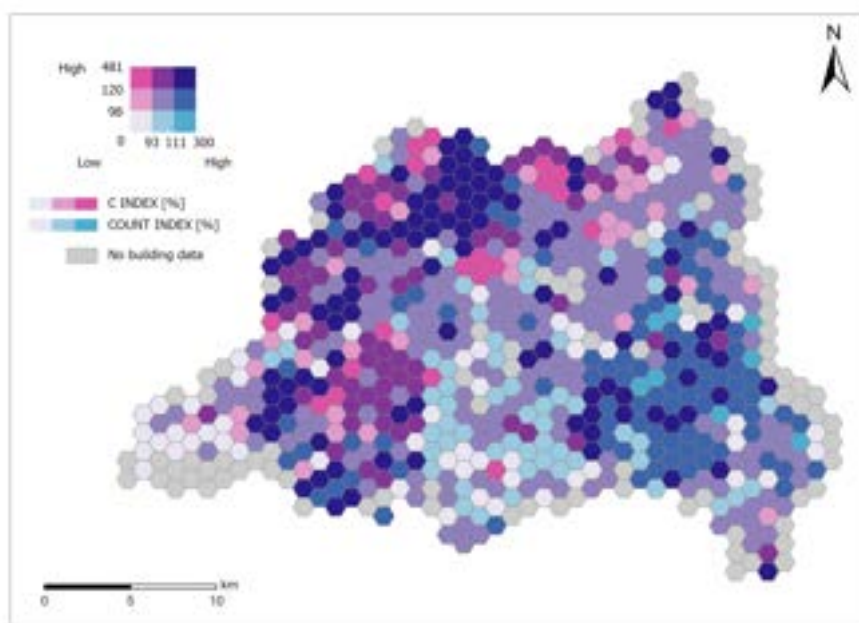 N
High 481
120
98
0 93 111 300
Low High
C INDEX [%]
COUNT INDEX [%]
No building data
km
0 5 10